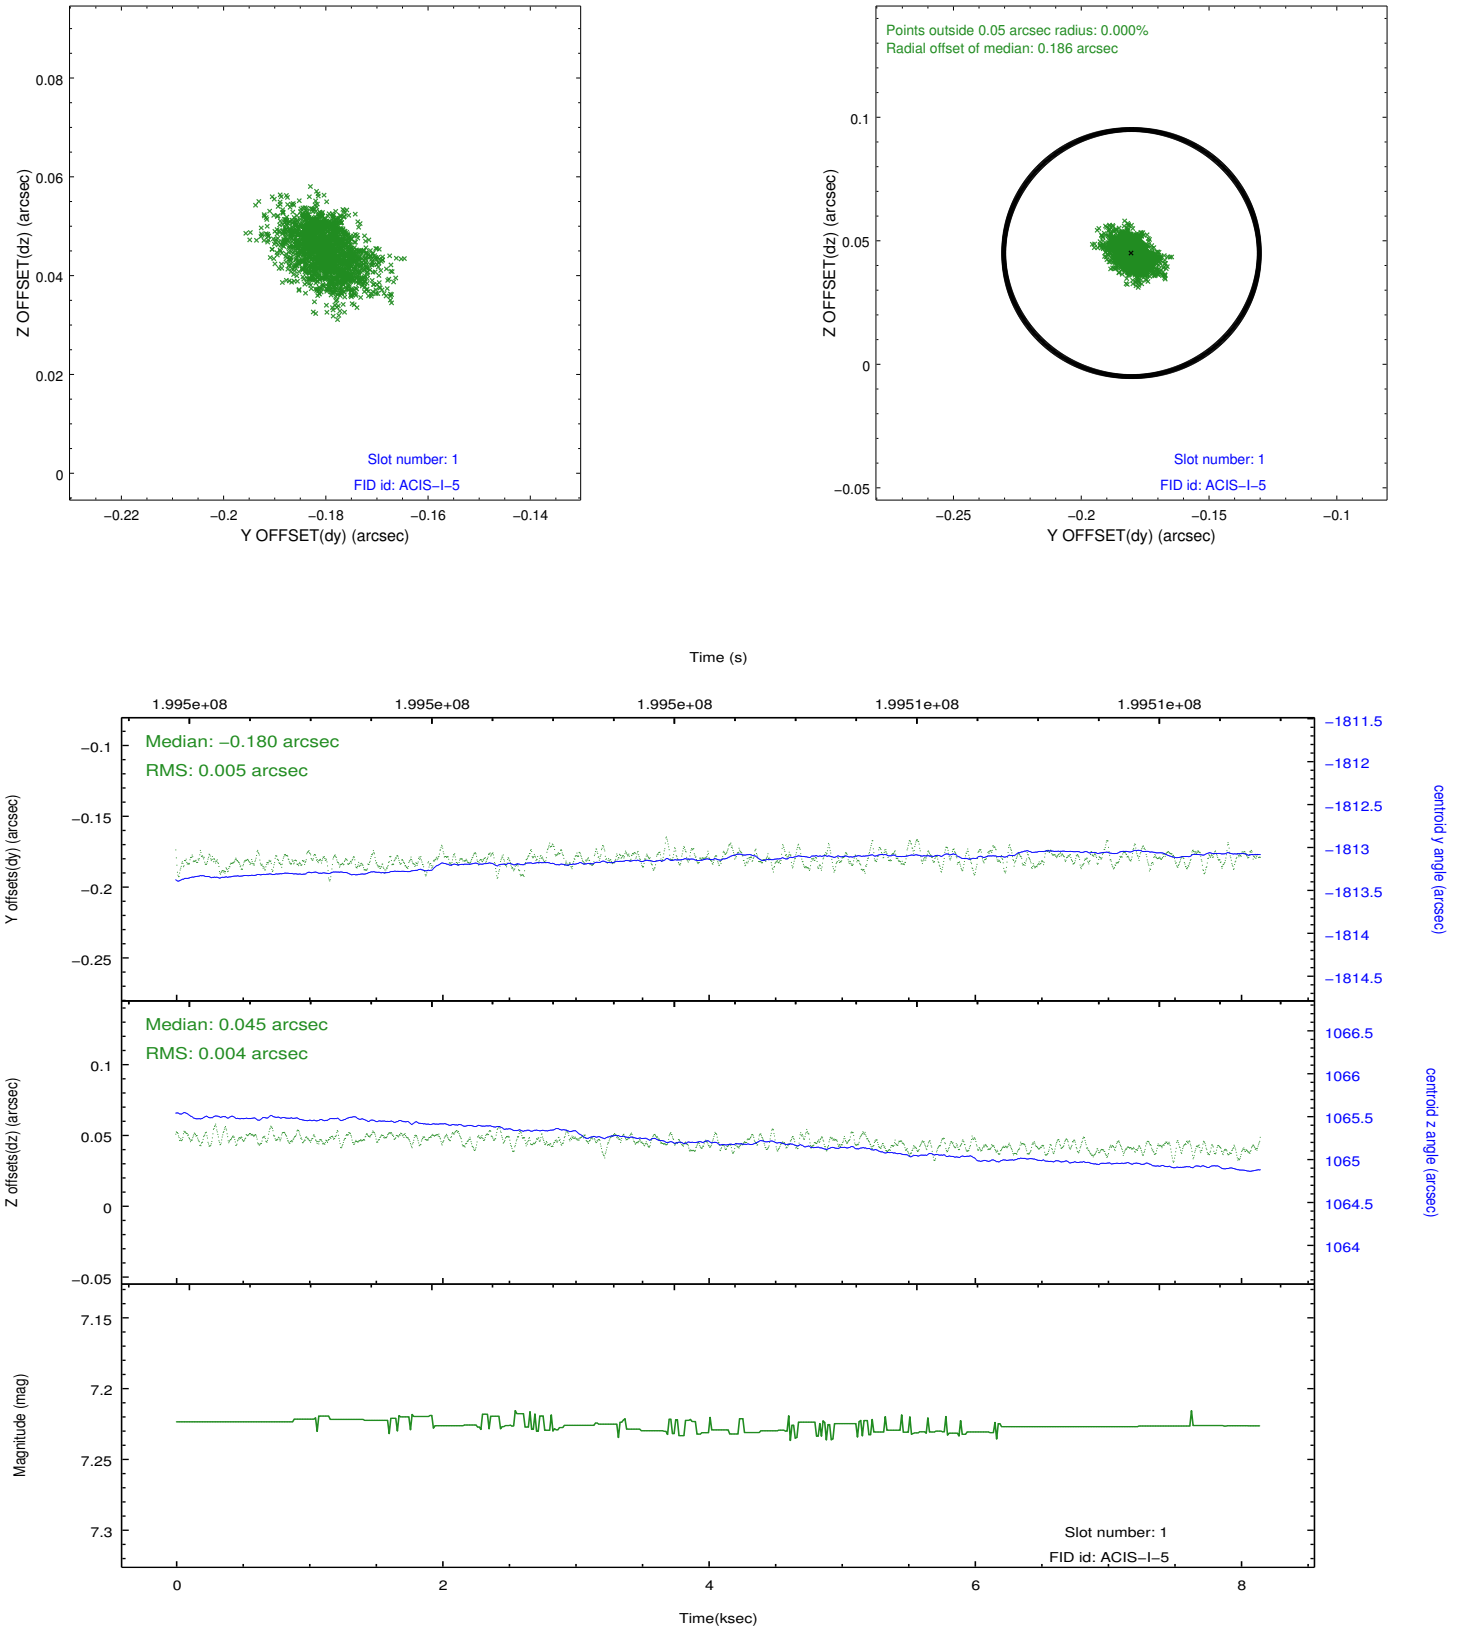 0.08
0.06
0.04
0.02
0
−0.22
−0.2
−0.18
−0.16
−0.14
Z OFFSET(dz) (arcsec)
Y OFFSET(dy) (arcsec)
Slot number: 1
FID id: ACIS−I−5
Points outside 0.05 arcsec radius: 0.000%
Radial offset of median: 0.186 arcsec
0.1
0.05
0
−0.05
−0.25
−0.2
−0.15
−0.1
Z OFFSET(dz) (arcsec)
Y OFFSET(dy) (arcsec)
Slot number: 1
FID id: ACIS−I−5
Time (s)
1.995e+08
1.995e+08
1.995e+08
1.9951e+08
1.9951e+08
Median: −0.180 arcsec
RMS: 0.005 arcsec
−0.1
−0.15
−0.2
−0.25
Y offsets(dy) (arcsec)
−1811.5
−1812
−1812.5
−1813
−1813.5
−1814
−1814.5
centroid y angle (arcsec)
Median: 0.045 arcsec
RMS: 0.004 arcsec
0.1
0.05
0
−0.05
Z offsets(dz) (arcsec)
1066.5
1066
1065.5
1065
1064.5
1064
centroid z angle (arcsec)
7.15
7.2
7.25
7.3
Magnitude (mag)
Slot number: 1
FID id: ACIS−I−5
0
2
4
6
8
Time(ksec)